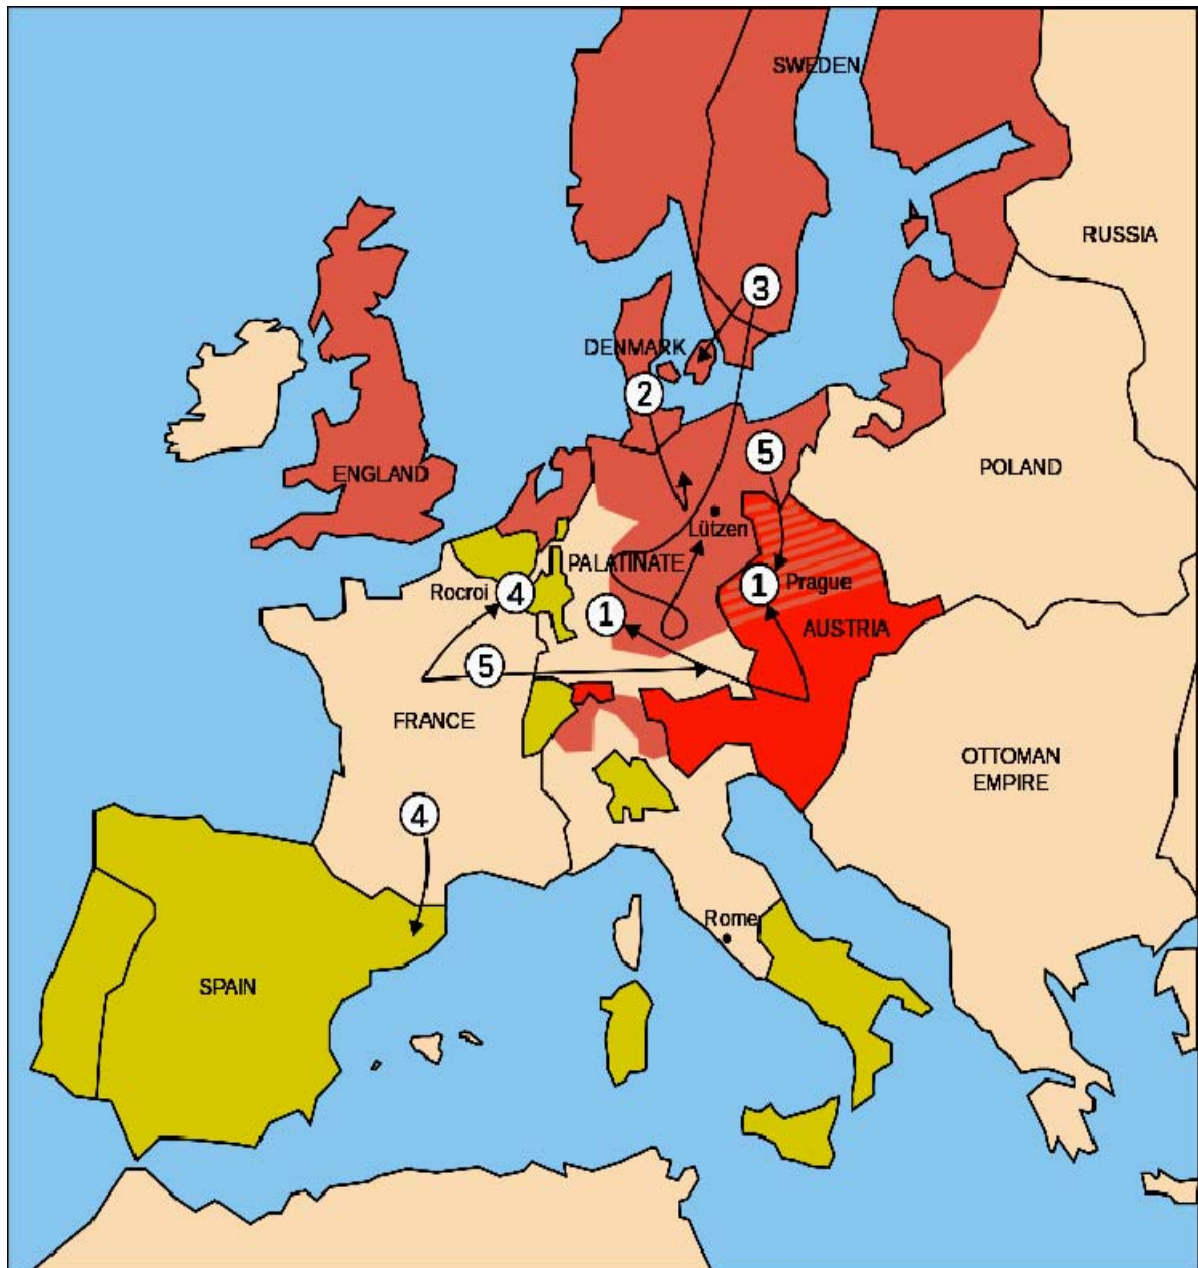 SWEDEN
RUSSIA
3
DENMARK
2
5
POLAND
ENGLAND
Lützen
PALATINATE
Rocroi
4
1
Prague
1
AUSTRIA
5
FRANCE
OTTOMAN
EMPIRE
4
Rome
SPAIN